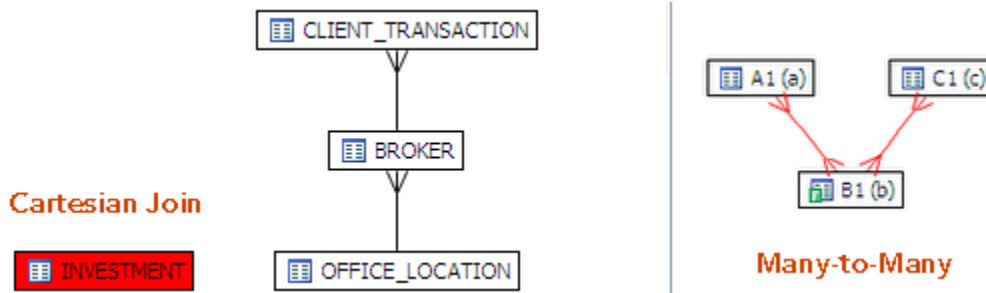 CLIENT_TRANSACTION
BROKER
Cartesian Join
INVESTMENT
OFFICE_LOCATION
A1 (a)
C1 (c)
B1 (b)
Many-to-Many